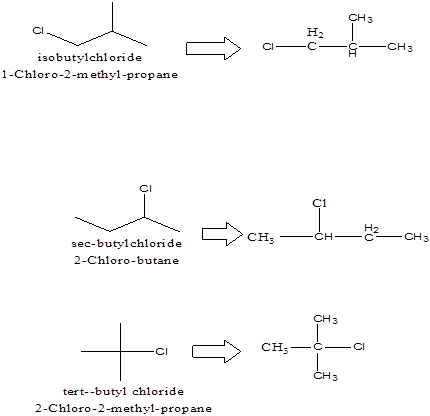 CH3
Cl
H2
Cl C C CH3
H
isobutylchloride
1-Chloro-2-methyl-propane
Cl
C1
H2
CH3 CH C CH3
sec-butylchloride
2-Chloro-butane
CH3
Cl
CH3 C Cl
CH3
tert--butyl chloride
2-Chloro-2-methyl-propane